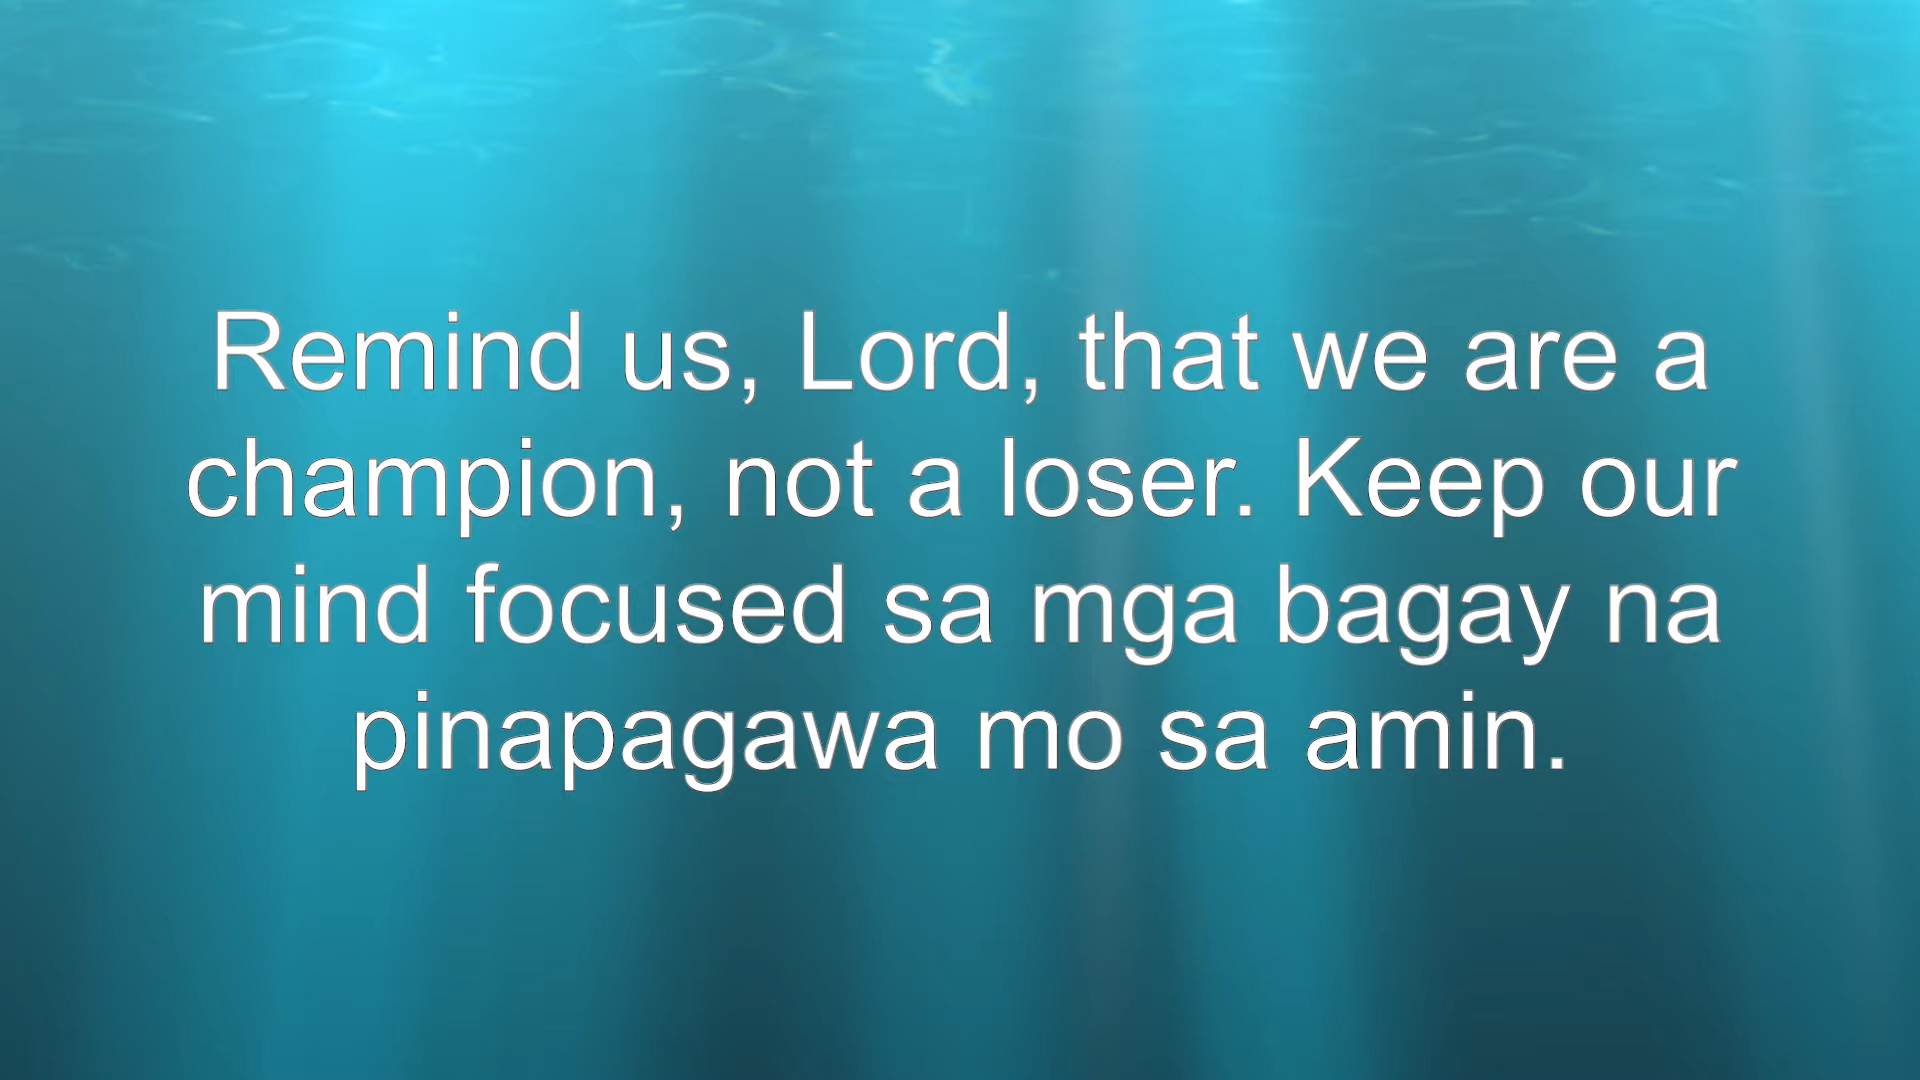 Remind us, Lord, that we are a
champion, not a loser. Keep our
mind focused sa mga bagay na
pinapagawa mo sa amin.